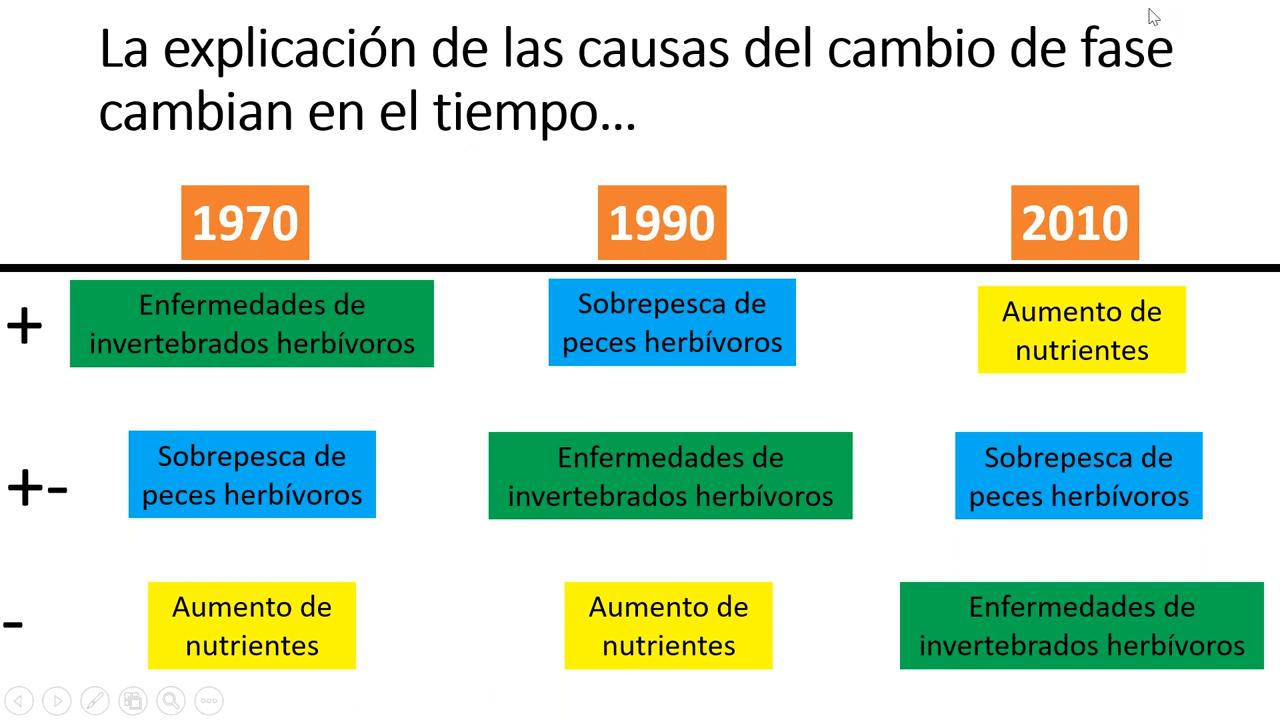 La explicación de las causas del cambio de fase
cambian en el tiempo...
1970
1990
2010
+
Enfermedades de
invertebrados herbívoros
Sobrepesca de
peces herbívoros
Aumento de
nutrientes
+-
Sobrepesca de
peces herbívoros
Enfermedades de
invertebrados herbívoros
Sobrepesca de
peces herbívoros
-
Aumento de
nutrientes
Aumento de
nutrientes
Enfermedades de
invertebrados herbívoros